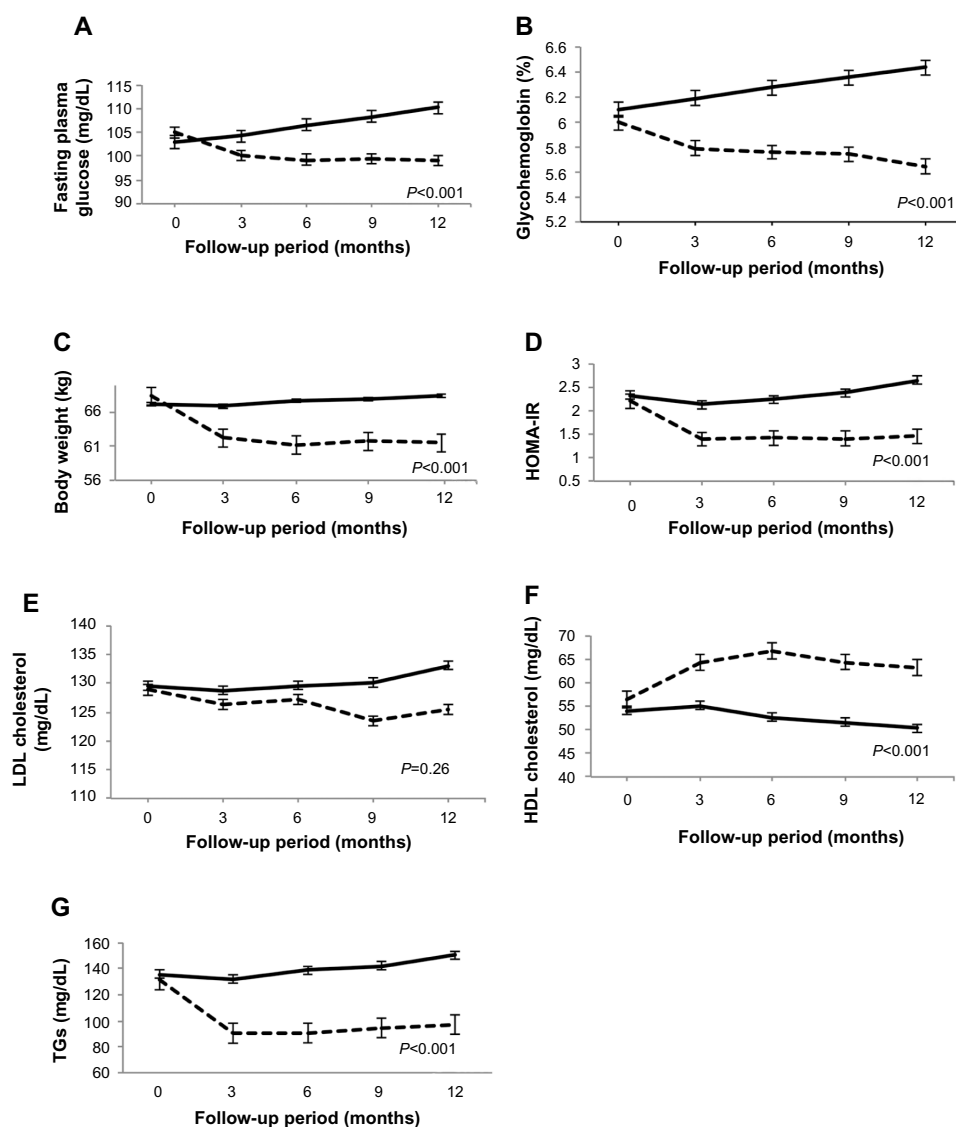 A
Fasting plasma
glucose (mg/dL)
115
110
105
100
95
90
P<0.001
0 3 6 9 12
Follow-up period (months)
B
Glycohemoglobin (%)
6.6
6.4
6.2
6
5.8
5.6
5.4
5.2
P<0.001
0 3 6 9 12
Follow-up period (months)
C
Body weight (kg)
66
61
56
P<0.001
0 3 6 9 12
Follow-up period (months)
D
HOMA-IR
3
2.5
2
1.5
1
0.5
P<0.001
0 3 6 9 12
Follow-up period (months)
E
LDL cholesterol
(mg/dL)
140
135
130
125
120
115
110
P=0.26
0 3 6 9 12
Follow-up period (months)
F
HDL cholesterol (mg/dL)
70
65
60
55
50
45
40
P<0.001
0 3 6 9 12
Follow-up period (months)
G
TGs (mg/dL)
160
140
120
100
80
60
P<0.001
0 3 6 9 12
Follow-up period (months)